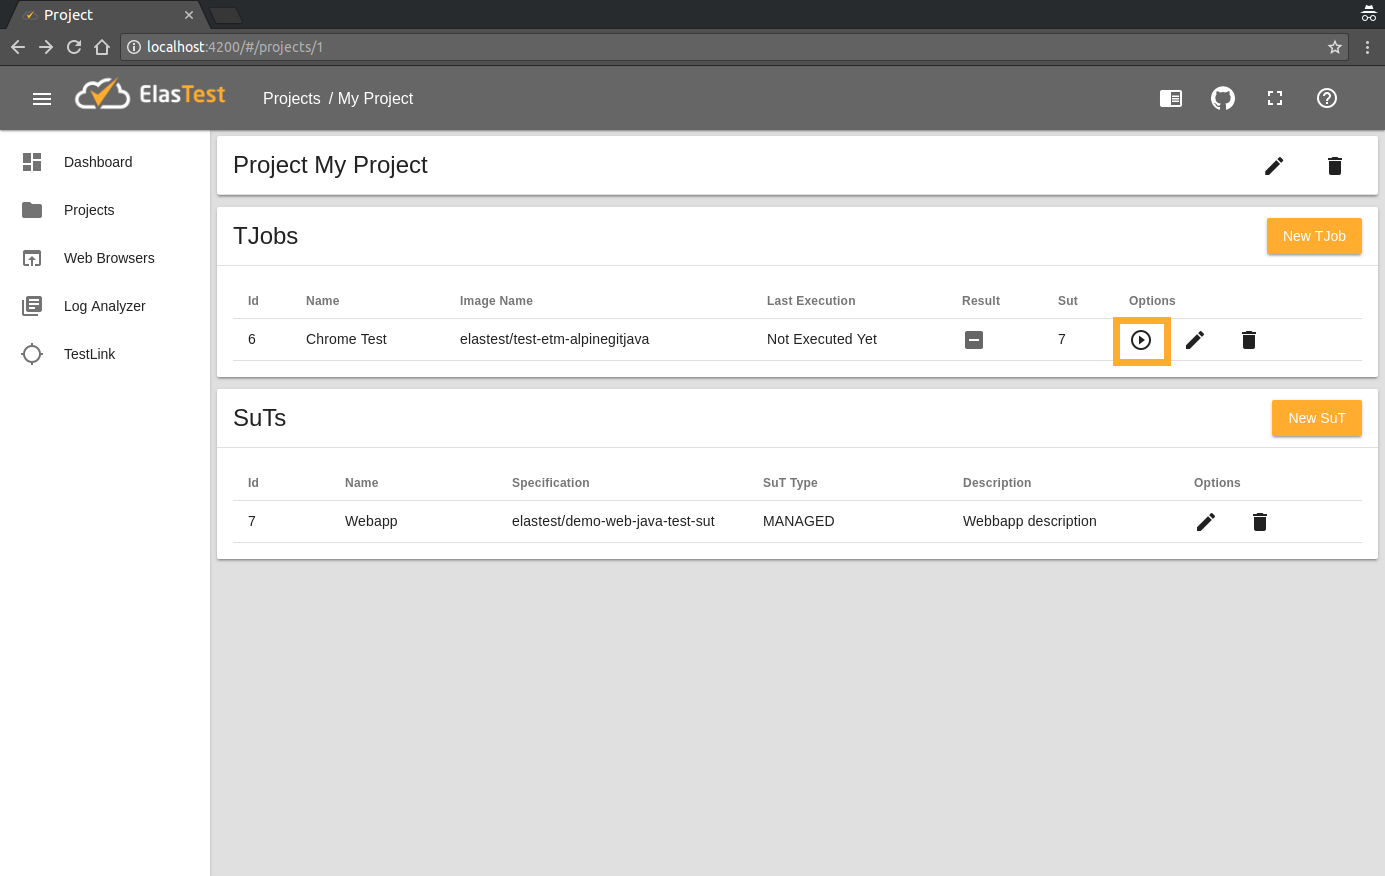 Project
localhost:4200/#/projects/1
ElasTest
Projects / My Project
Dashboard
Projects
Web Browsers
Log Analyzer
TestLink
Project My Project
TJobs
New TJob
Id Name Image Name Last Execution Result Sut Options
6 Chrome Test elastest/test-etm-alpinegitjava Not Executed Yet 7
SuTs
New SuT
Id Name Specification SuT Type Description Options
7 Webapp elastest/demo-web-java-test-sut MANAGED Webbapp description